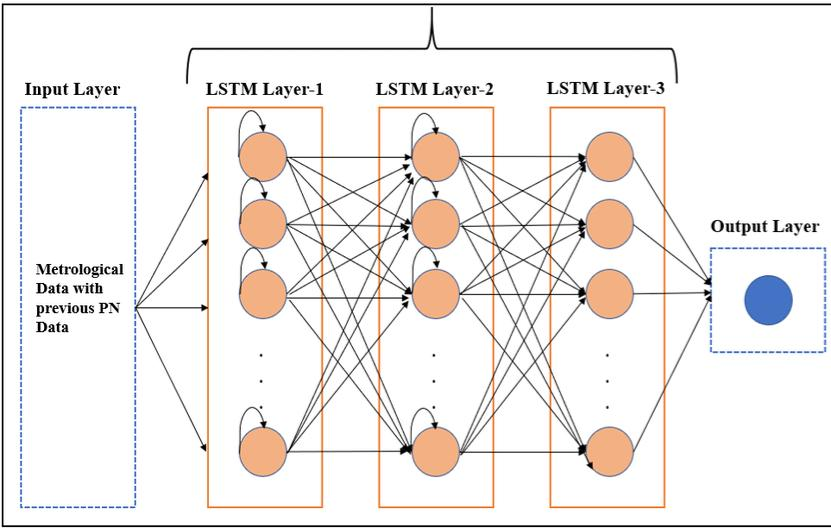 Input Layer
LSTM Layer-1
LSTM Layer-2
LSTM Layer-3
Metrological
Data with
previous PN
Data
Output Layer